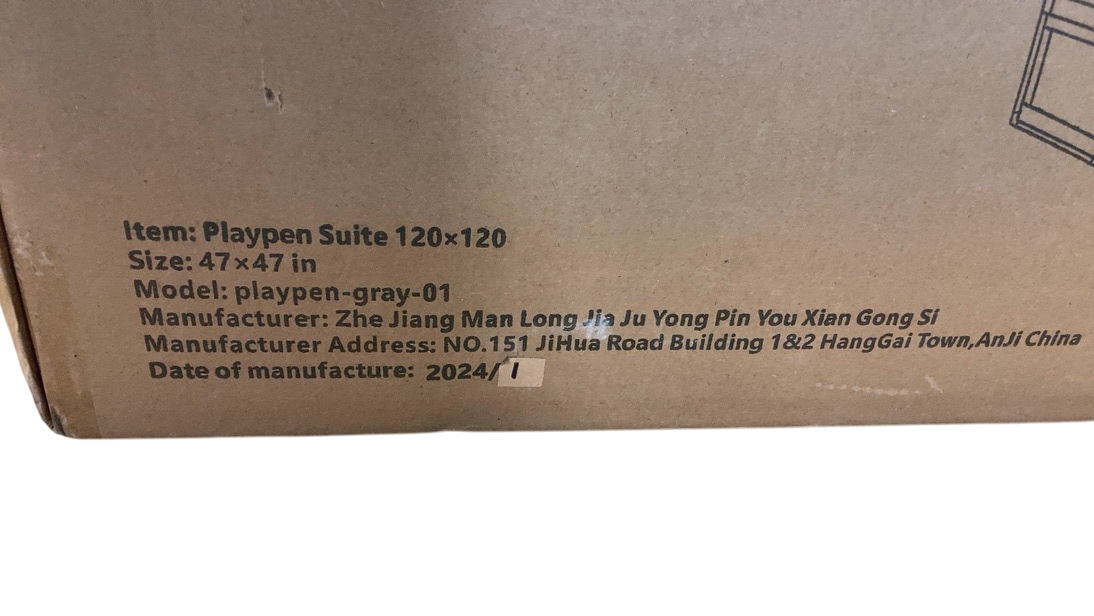 Item: Playpen Suite 120×120
Size: 47×47 in
Model: playpen-gray-01
Manufacturer: Zhe Jiang Man Long Jia Ju Yong Pin You Xian Gong Si
Manufacturer Address: NO.151 JiHua Road Building 1&2 HangGai Town,AnJi China
Date of manufacture: 2024/1